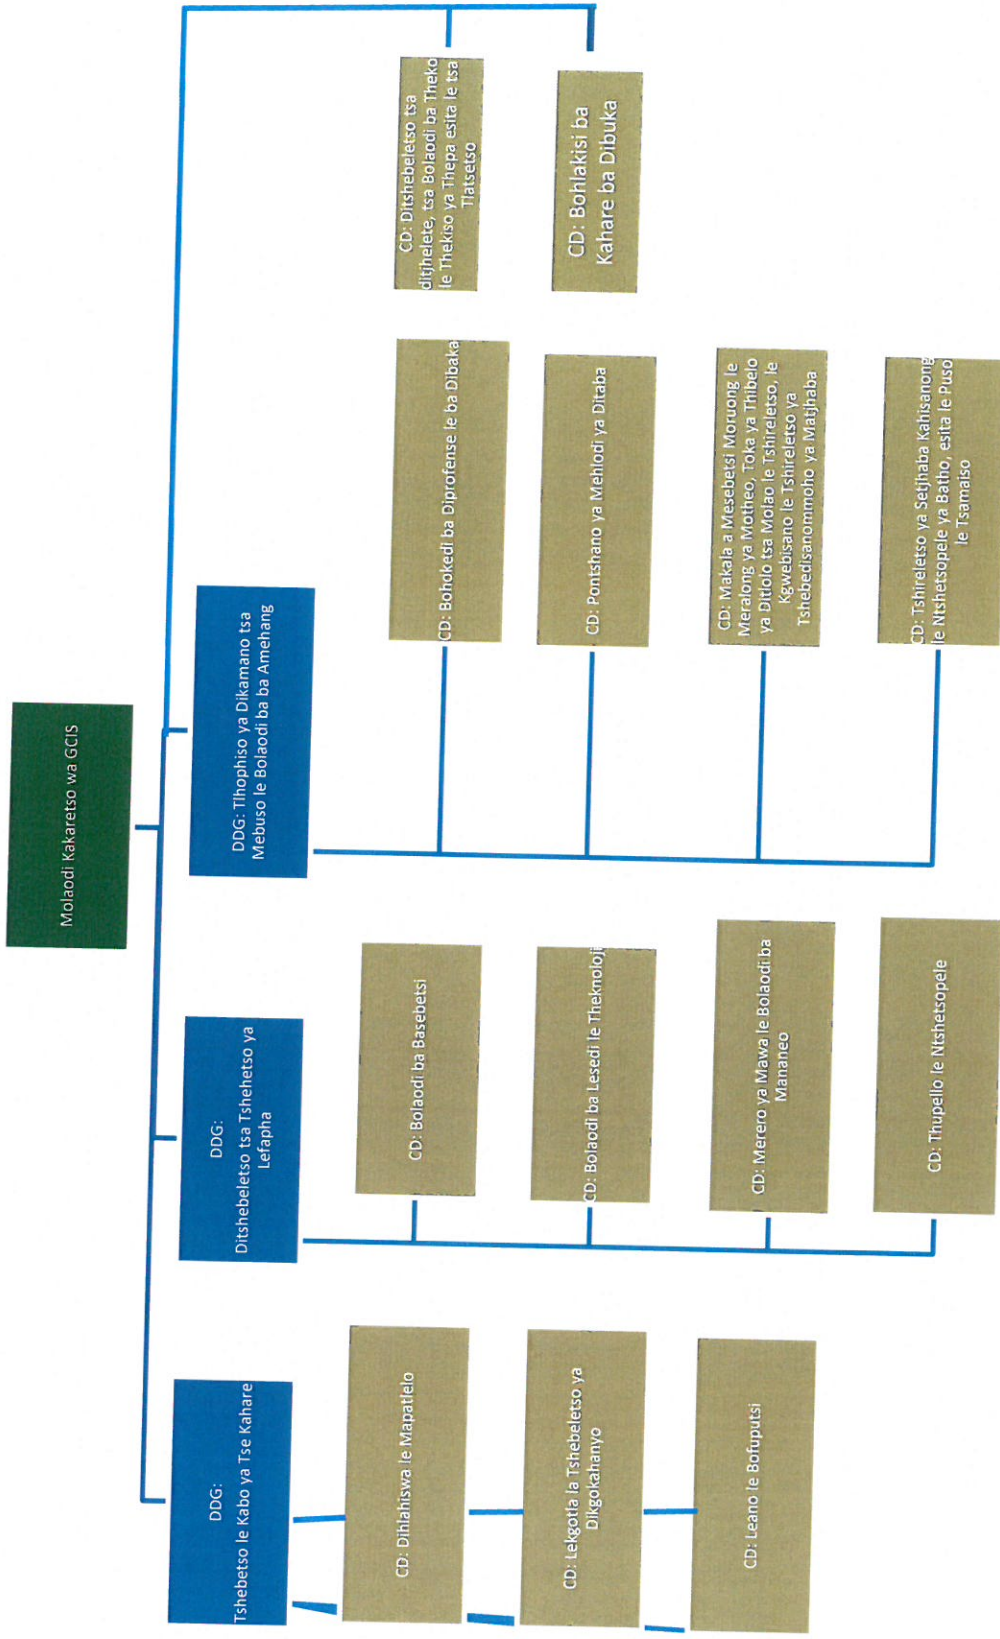 Molaodi Kakaretso wa GCIS
DDG:
Tshebetso le Kabo ya Tse Kahare
CD: Dihlahiswa le Mapatlelo
CD: Lekgotla la Tshebeletso ya
Dikgokahanyo
CD: Leano le Bofuputsi
DDG:
Ditshebeletso tsa Tshehetso ya
Lefapha
CD: Bolaodi ba Basebetsi
CD: Bolaodi ba Lesedi le Theknoloji
CD: Merero ya Mawa le Bolaodi ba
Mananeo
CD: Thupello le Ntshetsopele
DDG: Tlhophiso ya Dikamano tsa
Mebuso le Bolaodi ba ba Amehang
CD: Bohokedi ba Diprofense le ba Dibaka
CD: Pontshano ya Mehlodi ya Ditaba
CD: Makala a Mesebetsi Moruong le
Meralong ya Motheo, Toka ya Thibelo
ya Ditlolo tsa Molao le Tshireletso, le
Kgwebisano le Tshireletso ya
Tshebedisanommoho ya Matjhaba
CD: Tshireletso ya Setjhaba Kahisanong
le Ntshetsopele ya Batho, esita le Puso
le Tsamaiso
CD: Ditshebeletso tsa
ditjhelete, tsa Bolaodi ba Theko
le Thekiso ya Thepa esita le tsa
Tlatsetso
CD: Bohlakisi ba
Kahare ba Dibuka